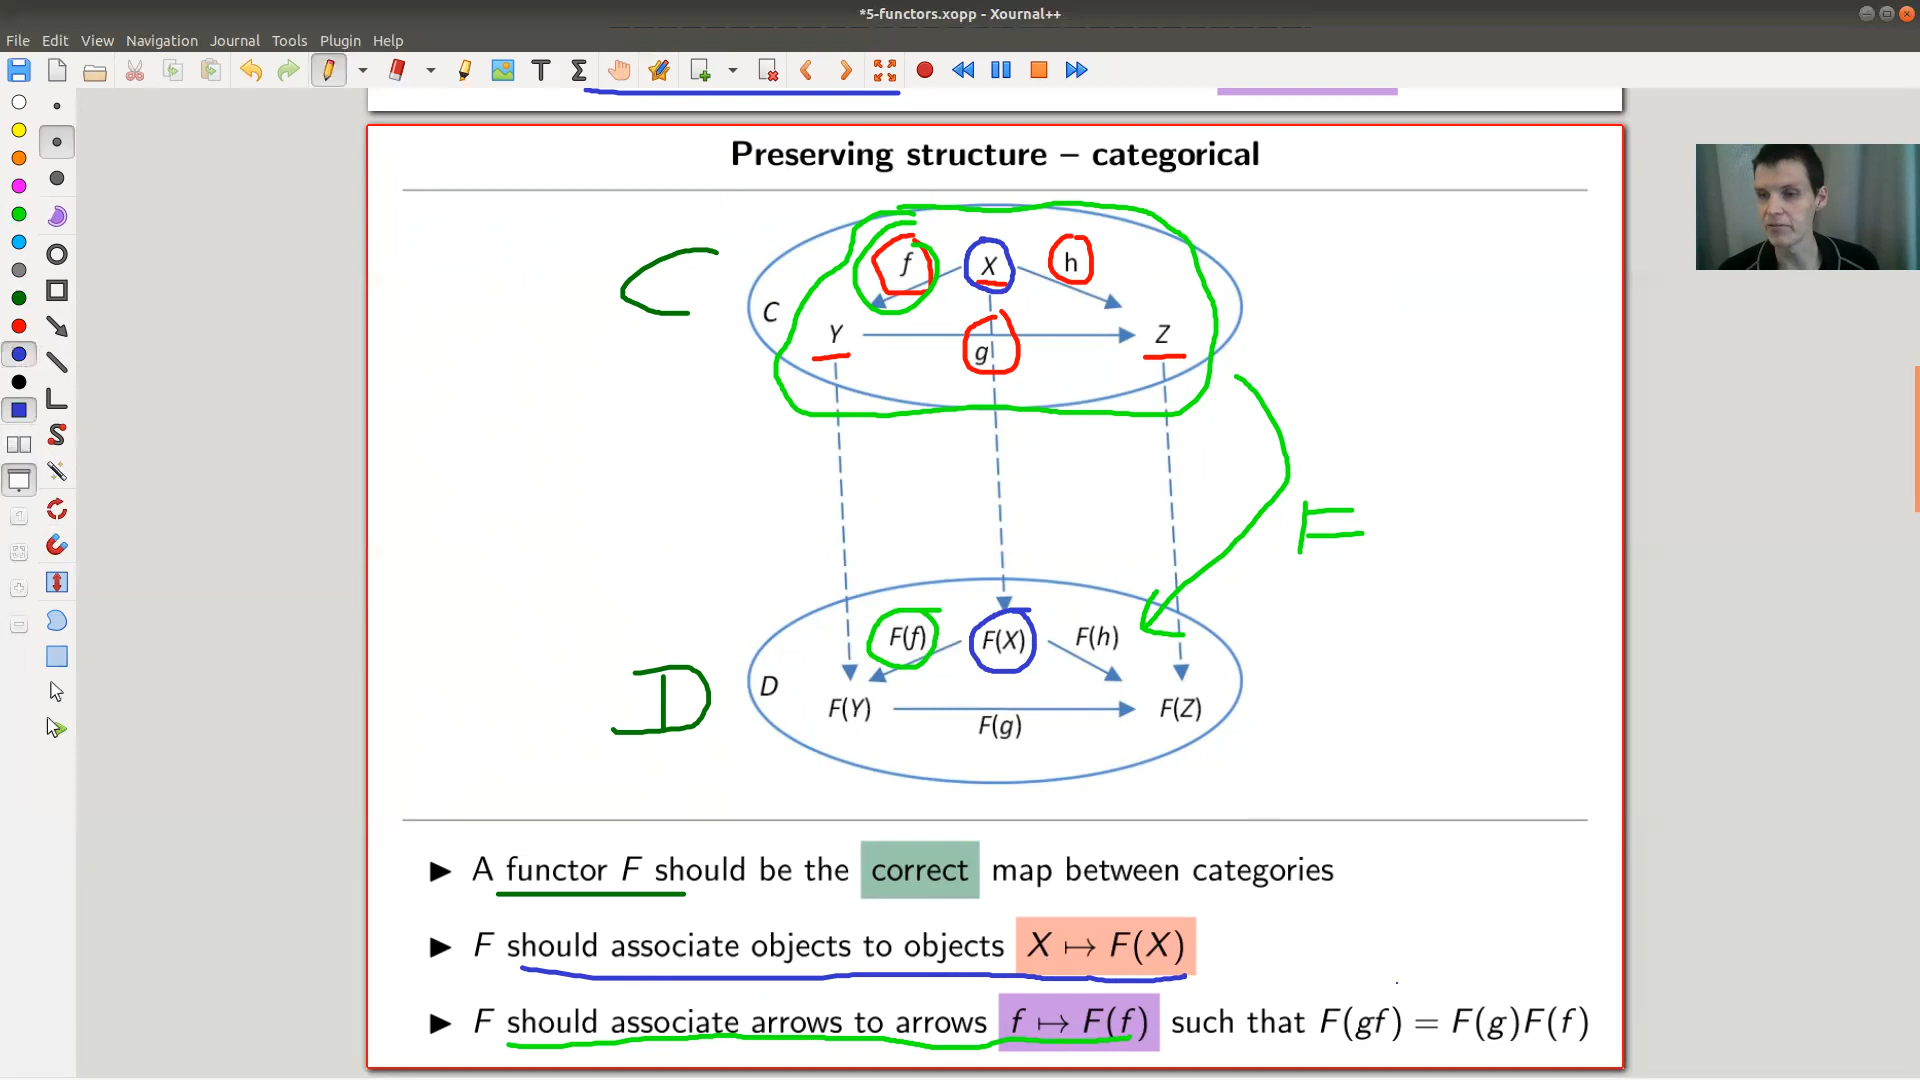 *5-functors.xopp - Xournal++
File Edit View Navigation Journal Tools Plugin Help
Preserving structure – categorical
C
f X h
C
Y Z
g
F
F(f) F(X) F(h)
D
D
F(Y) F(Z)
F(g)
▶ A functor F should be the correct map between categories
▶ F should associate objects to objects X ↦ F(X)
▶ F should associate arrows to arrows f ↦ F(f) such that F(gf) = F(g)F(f)